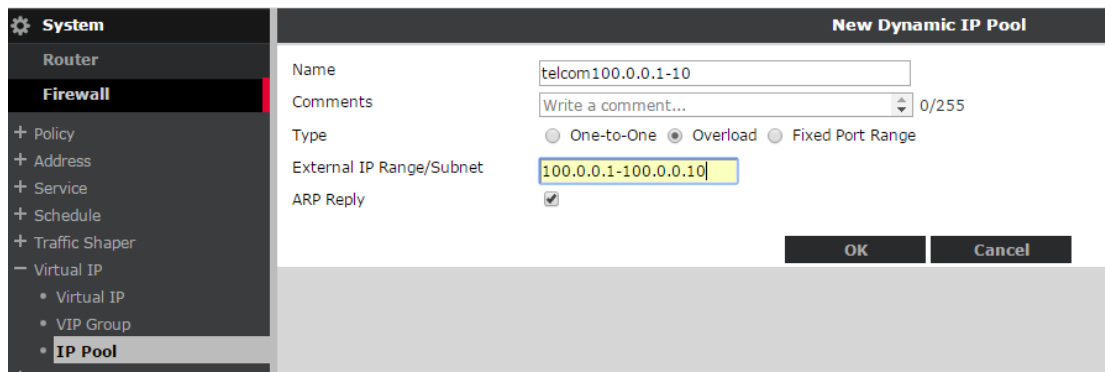 System
Router
Firewall
+ Policy
+ Address
+ Service
+ Schedule
+ Traffic Shaper
− Virtual IP
• Virtual IP
• VIP Group
• IP Pool
New Dynamic IP Pool
Name telcom100.0.0.1-10
Comments Write a comment... 0/255
Type One-to-One Overload Fixed Port Range
External IP Range/Subnet 100.0.0.1-100.0.0.10
ARP Reply
OK Cancel